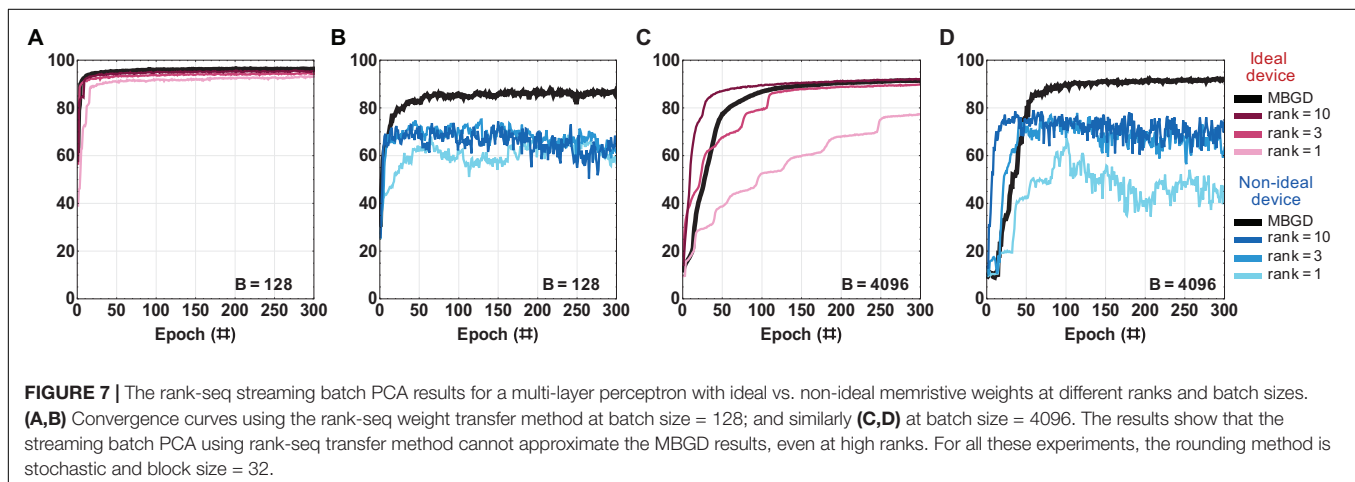 A
B
C
D
100
80
60
40
20
0
0 50 100 150 200 250 300
Epoch (#)
B = 128
100
80
60
40
20
0
0 50 100 150 200 250 300
Epoch (#)
B = 128
100
80
60
40
20
0
0 50 100 150 200 250 300
Epoch (#)
B = 4096
100
80
60
40
20
0
0 50 100 150 200 250 300
Epoch (#)
B = 4096
Ideal
device
MBGD
rank = 10
rank = 3
rank = 1
Non-ideal
device
MBGD
rank = 10
rank = 3
rank = 1
FIGURE 7 | The rank-seq streaming batch PCA results for a multi-layer perceptron with ideal vs. non-ideal memristive weights at different ranks and batch sizes.
(A,B) Convergence curves using the rank-seq weight transfer method at batch size = 128; and similarly (C,D) at batch size = 4096. The results show that the
streaming batch PCA using rank-seq transfer method cannot approximate the MBGD results, even at high ranks. For all these experiments, the rounding method is
stochastic and block size = 32.